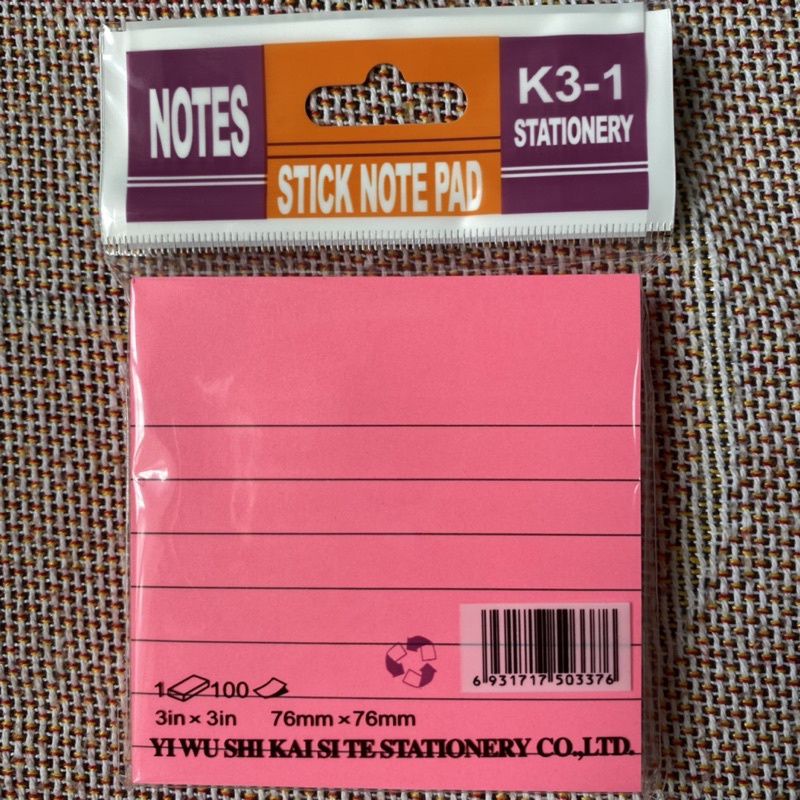 NOTES
STICK NOTE PAD
K3-1
STATIONERY
6 931717 503376
1 100
3in × 3in 76mm × 76mm
YI WU SHI KAI SI TE STATIONERY CO.,LTD.